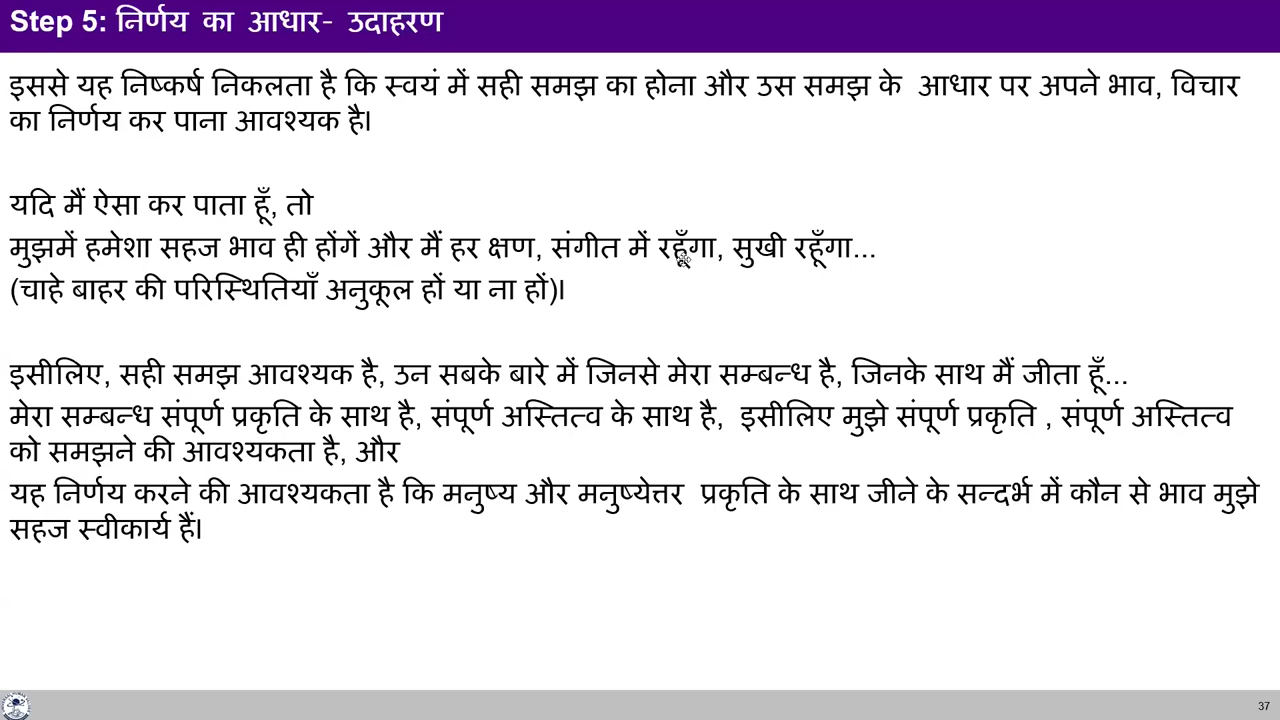 Step 5: निर्णय का आधार- उदाहरण
इससे यह निष्कर्ष निकलता है कि स्वयं में सही समझ का होना और उस समझ के आधार पर अपने भाव, विचार
का निर्णय कर पाना आवश्यक है।
यदि मैं ऐसा कर पाता हूँ, तो
मुझमें हमेशा सहज भाव ही होंगें और मैं हर क्षण, संगीत में रहूँगा, सुखी रहूँगा...
(चाहे बाहर की परिस्थितियाँ अनुकूल हों या ना हों)।
इसीलिए, सही समझ आवश्यक है, उन सबके बारे में जिनसे मेरा सम्बन्ध है, जिनके साथ मैं जीता हूँ...
मेरा सम्बन्ध संपूर्ण प्रकृति के साथ है, संपूर्ण अस्तित्व के साथ है, इसीलिए मुझे संपूर्ण प्रकृति , संपूर्ण अस्तित्व
को समझने की आवश्यकता है, और
यह निर्णय करने की आवश्यकता है कि मनुष्य और मनुष्येत्तर प्रकृति के साथ जीने के सन्दर्भ में कौन से भाव मुझे
सहज स्वीकार्य हैं।
37